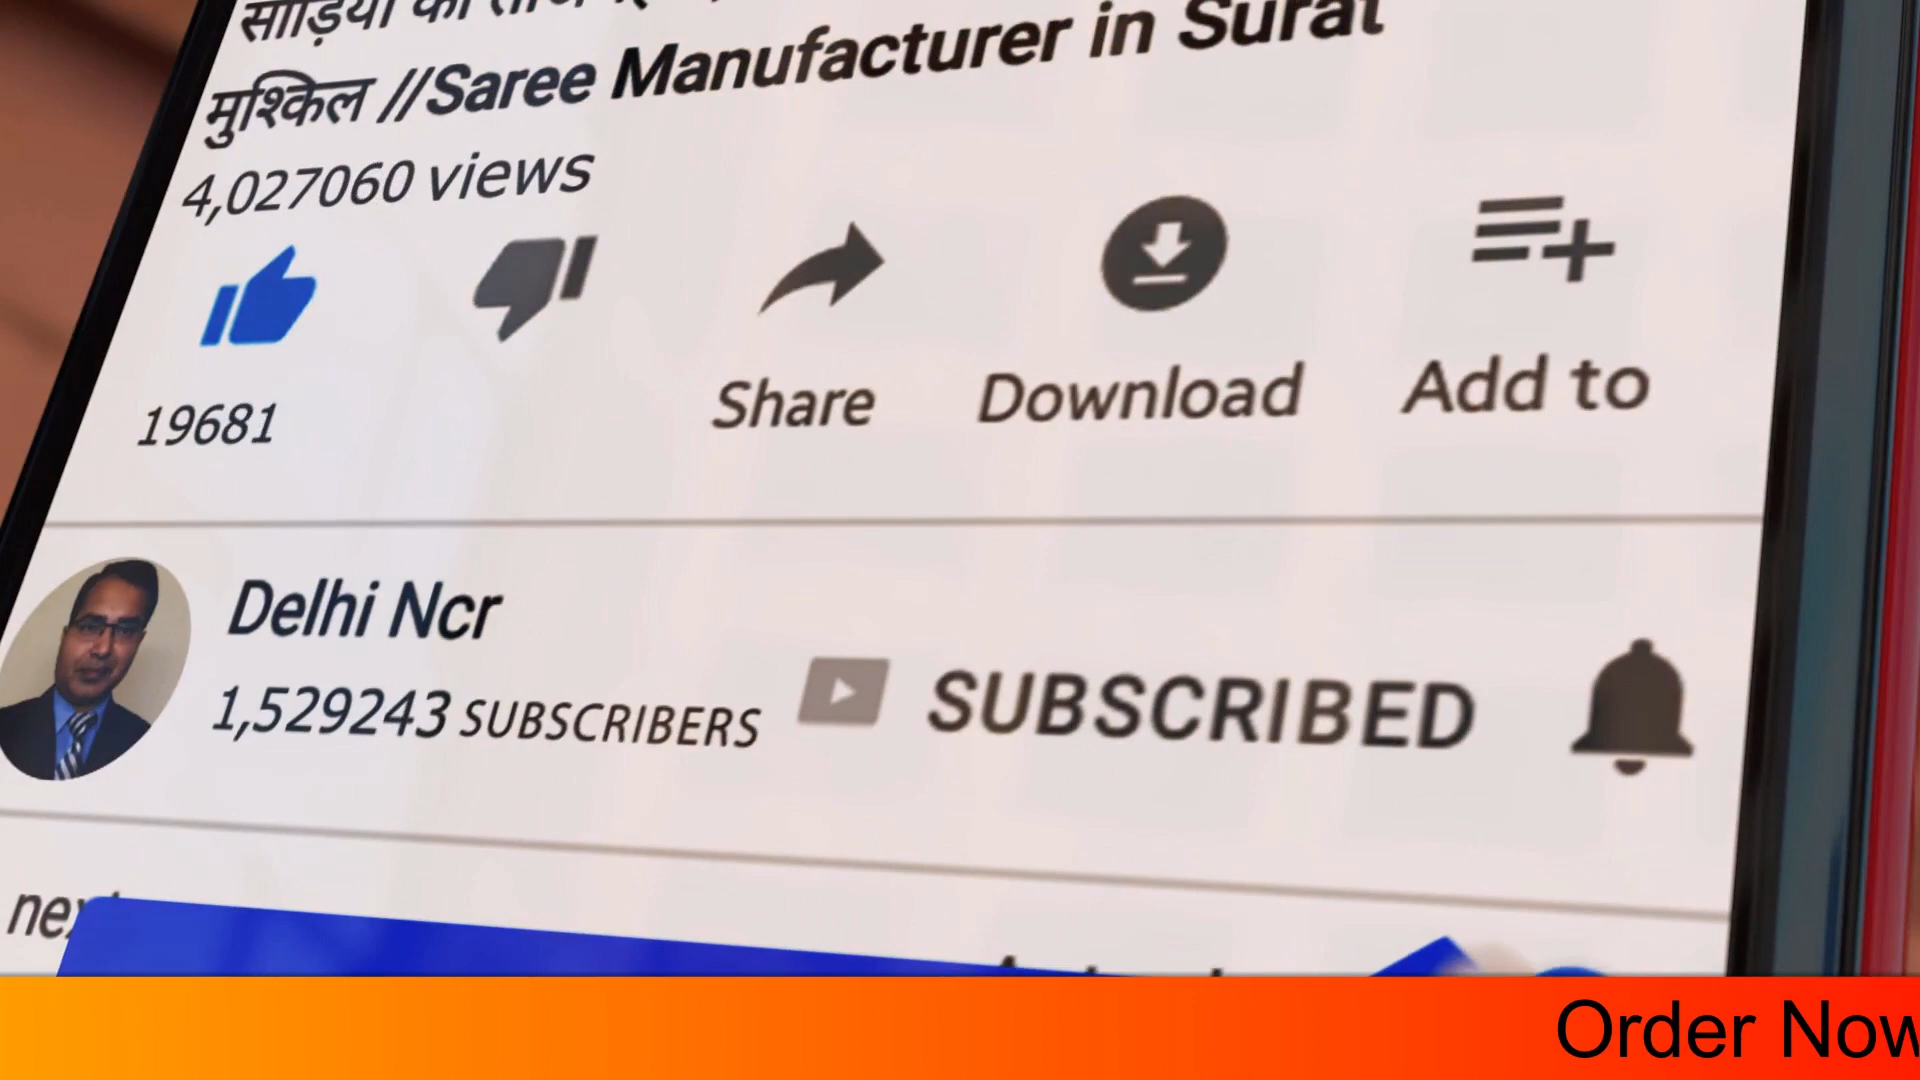 मुश्किल //Saree Manufacturer in Surat
4,027060 views
19681
Share
Download
Add to
Delhi Ncr
1,529243 SUBSCRIBERS
SUBSCRIBED
Order Now